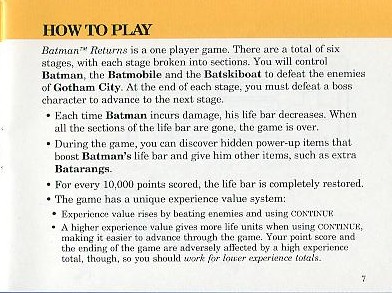 HOW TO PLAY
Batman™ Returns is a one player game. There are a total of six
stages, with each stage broken into sections. You will control
Batman, the Batmobile and the Batskiboat to defeat the enemies
of Gotham City. At the end of each stage, you must defeat a boss
character to advance to the next stage.
• Each time Batman incurs damage, his life bar decreases. When
all the sections of the life bar are gone, the game is over.
• During the game, you can discover hidden power-up items that
boost Batman's life bar and give him other items, such as extra
Batarangs.
• For every 10,000 points scored, the life bar is completely restored.
• The game has a unique experience value system:
• Experience value rises by beating enemies and using CONTINUE
• A higher experience value gives more life units when using CONTINUE,
making it easier to advance through the game. Your point score and
the ending of the game are adversely affected by a high experience
total, though, so you should work for lower experience totals.
7